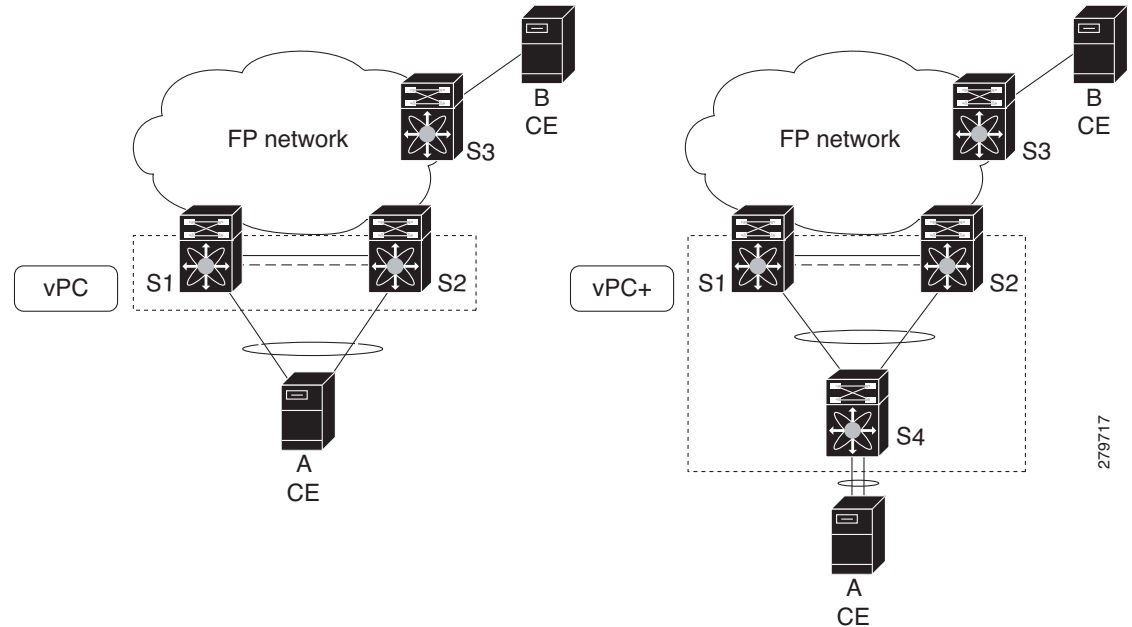 B
CE
FP network
S3
vPC
S1
S2
A
CE
B
CE
FP network
S3
vPC+
S1
S2
S4
A
CE
279717